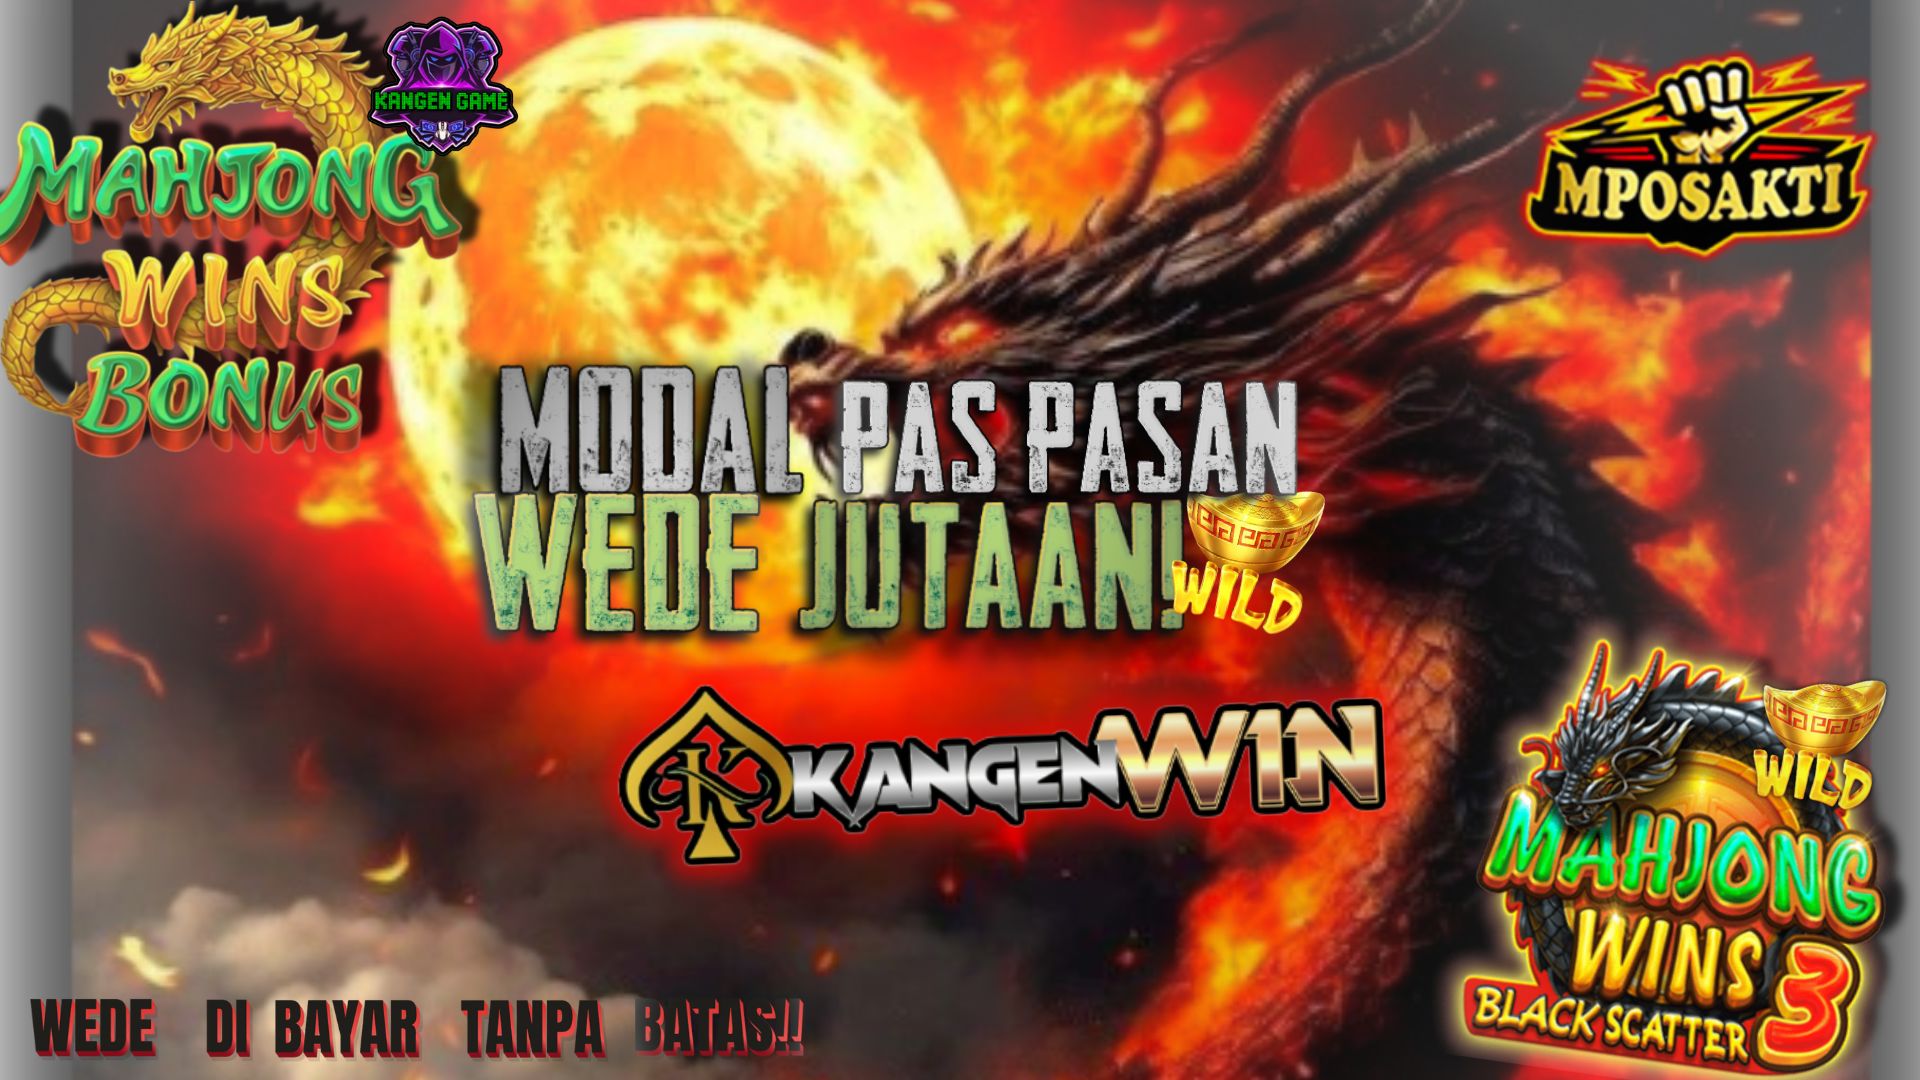 KANGEN GAME
MAHJONG
WINS
BONUS
MPOSAKTI
MODAL PAS PASAN
WEDE JUTAAN!
WILD
K KANGENW1N
WILD
MAHJONG
WINS 3
BLACK SCATTER
WEDE DI BAYAR TANPA BATAS!!